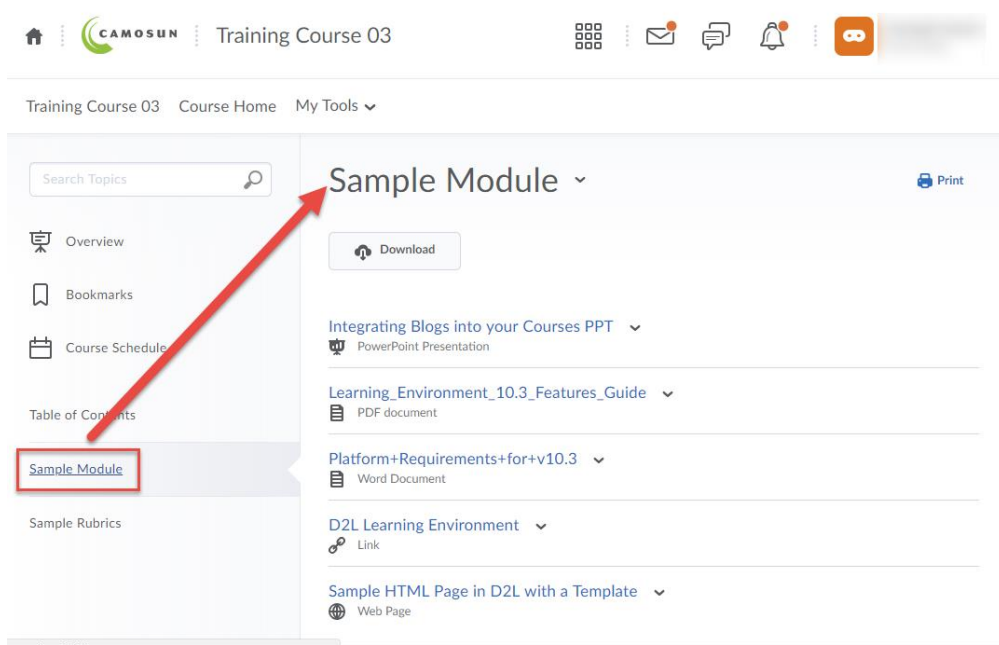 CAMOSUN
Training Course 03
Training Course 03 Course Home My Tools
Search Topics
Overview
Bookmarks
Course Schedule
Table of Contents
Sample Module
Sample Rubrics
Sample Module
Print
Download
Integrating Blogs into your Courses PPT
PowerPoint Presentation
Learning_Environment_10.3_Features_Guide
PDF document
Platform+Requirements+for+v10.3
Word Document
D2L Learning Environment
Link
Sample HTML Page in D2L with a Template
Web Page